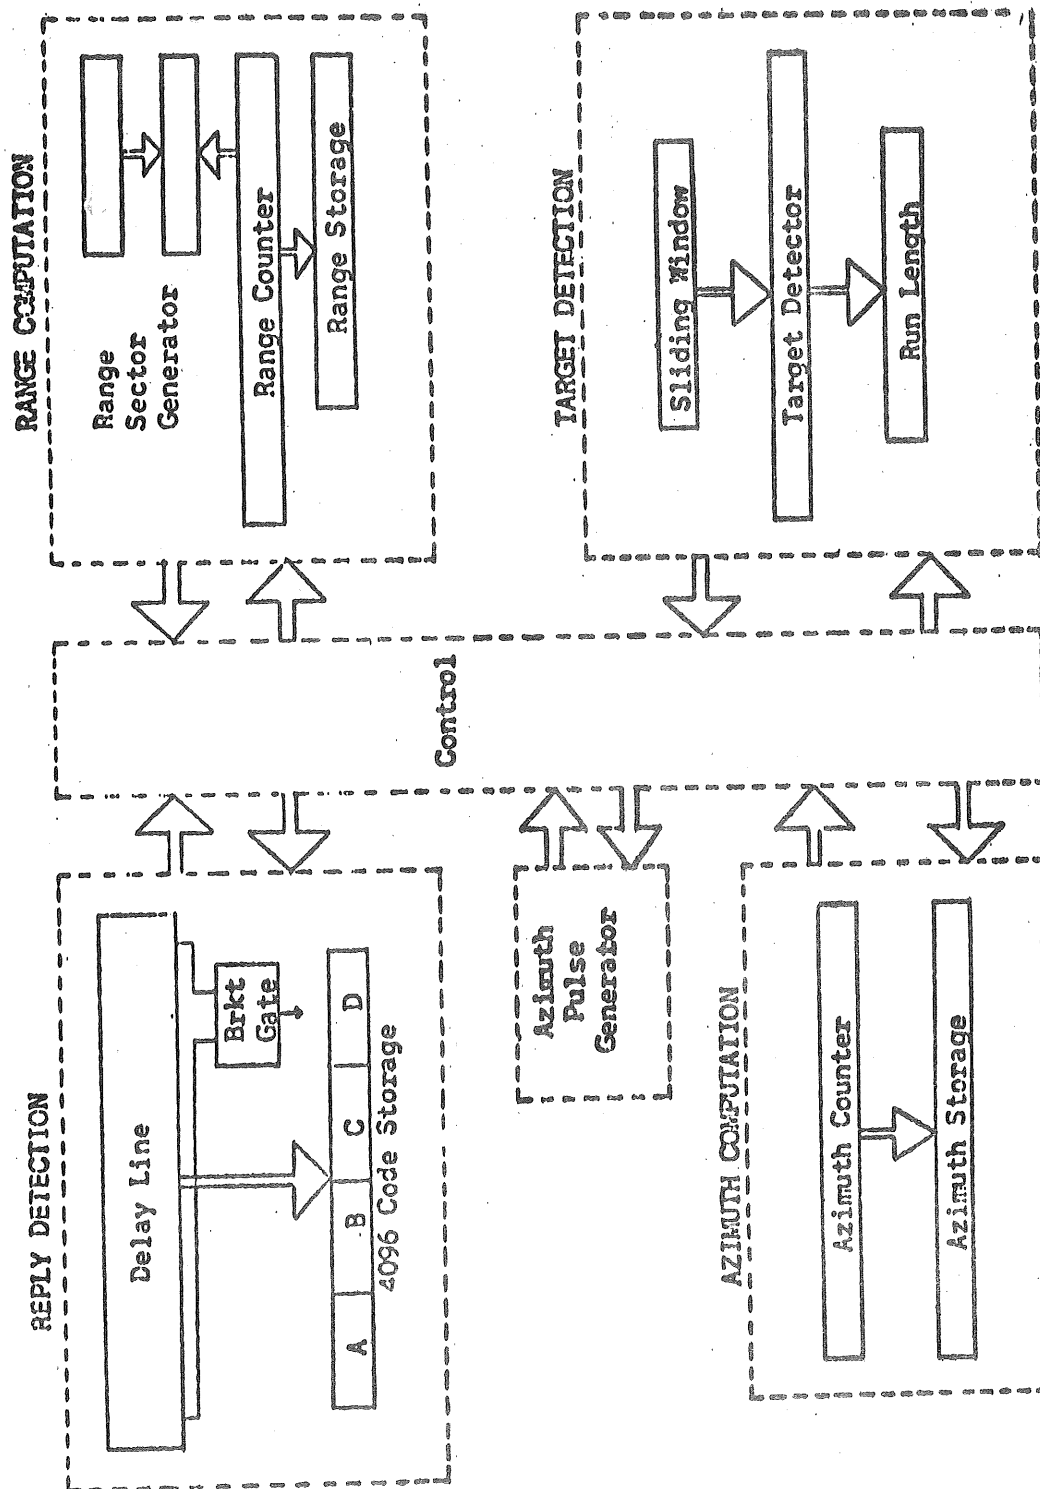 REPLY DETECTION
Delay Line
Brkt
Gate
A B C D
4096 Code Storage
Azimuth
Pulse
Generator
AZIMUTH COMPUTATION
Azimuth Counter
Azimuth Storage
Control
RANGE COMPUTATION
Range
Sector
Generator
Range Counter
Range Storage
TARGET DETECTION
Sliding Window
Target Detector
Run Length